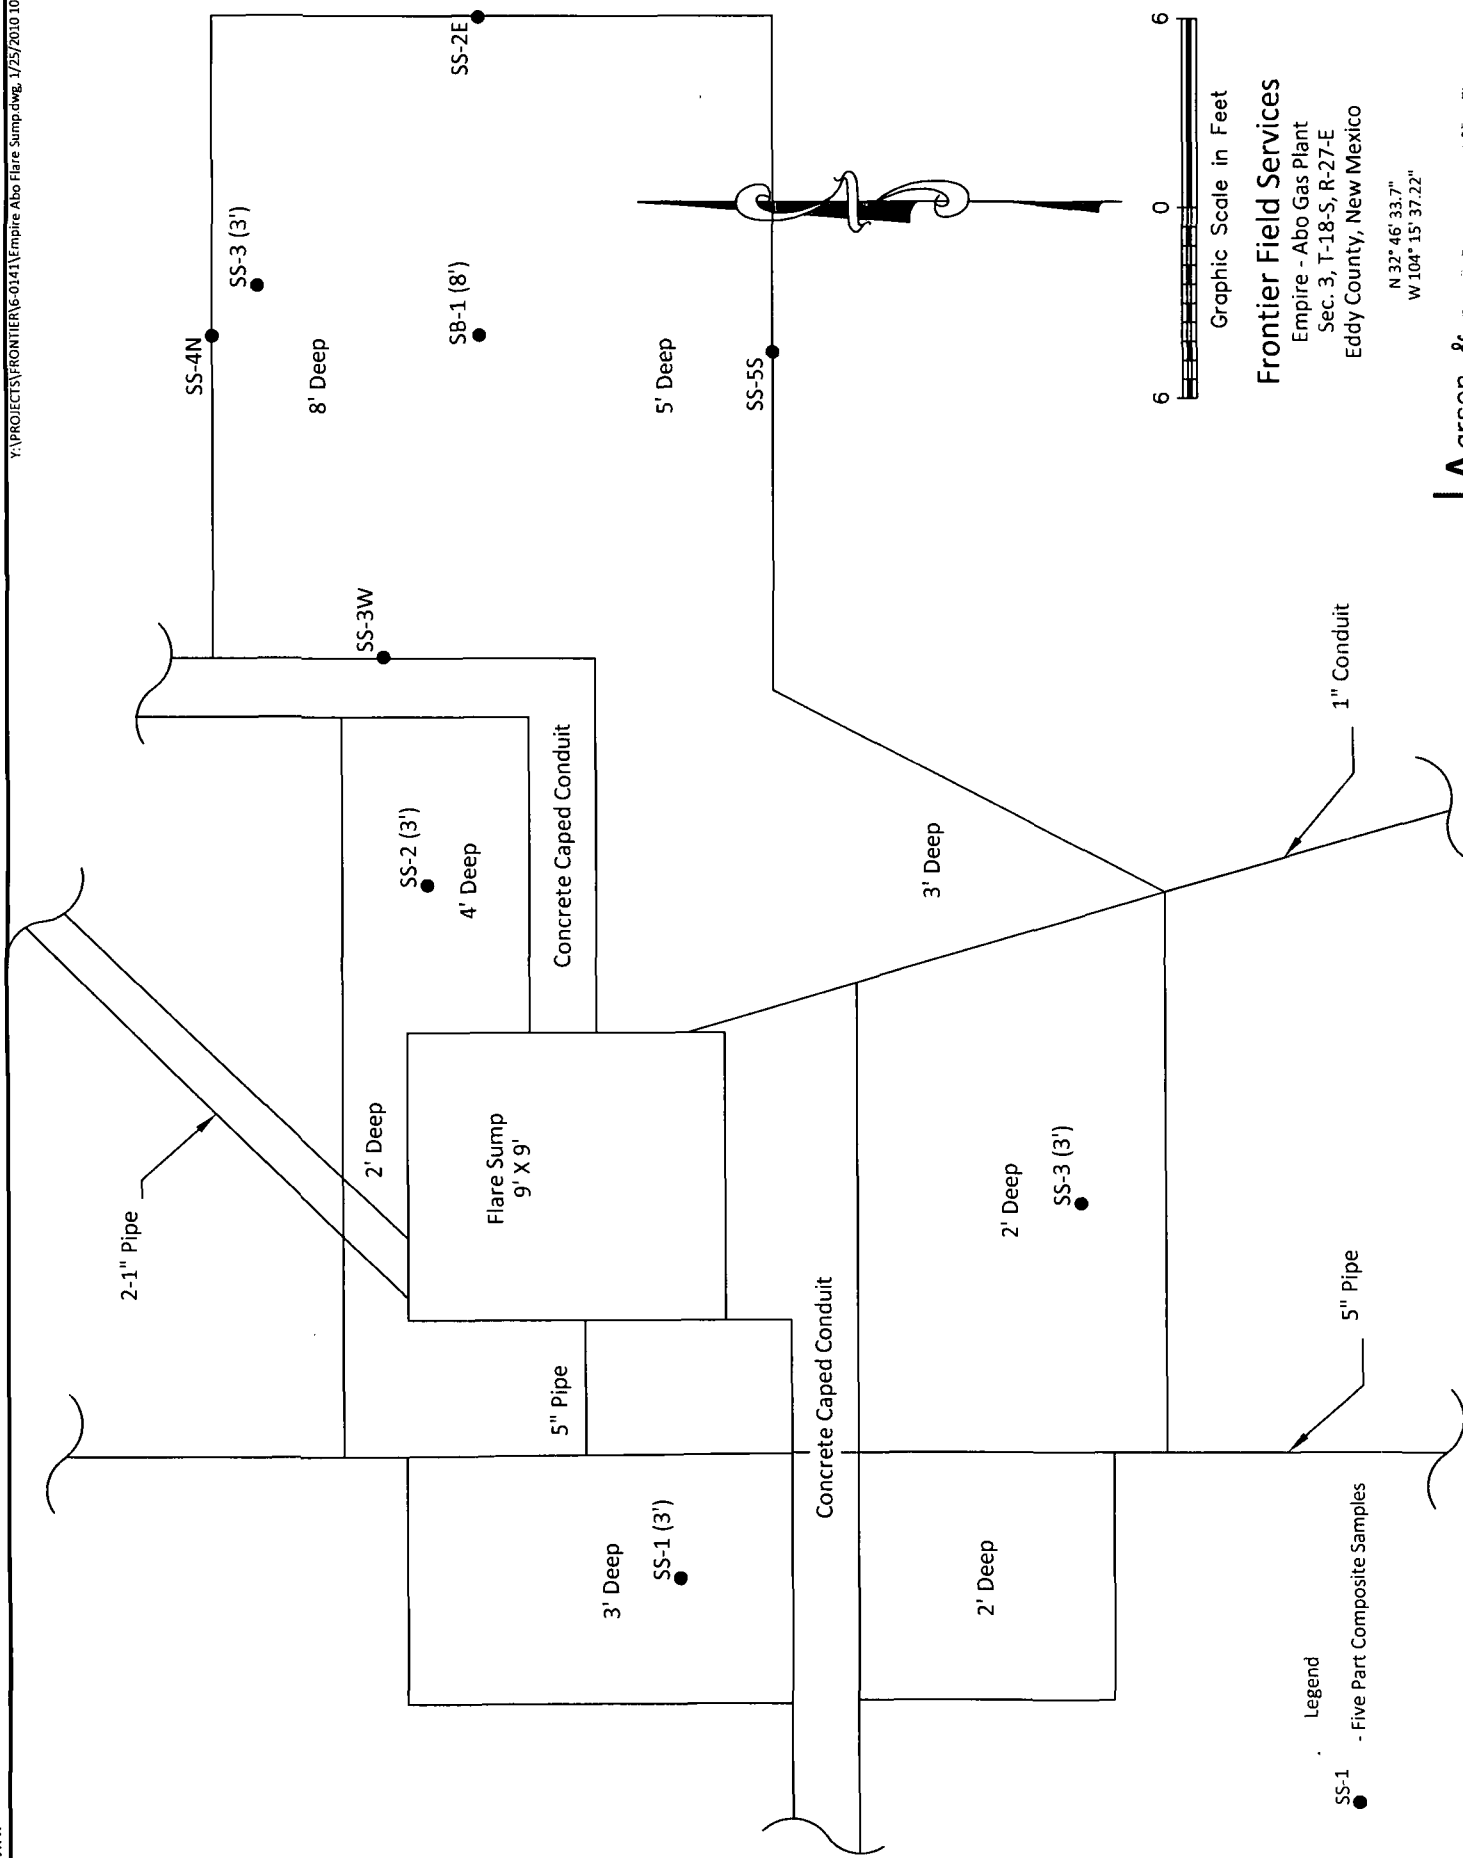 Y:\PROJECTS\FRONTIER\6-0141\Empire Abo Flare Sump.dwg, 1/25/2010 10
2-1" Pipe
SS-4N
SS-3 (3')
8' Deep
SB-1 (8')
SS-2E
SS-3W
SS-2 (3')
4' Deep
2' Deep
Concrete Caped Conduit
Flare Sump
9' X 9'
5" Pipe
5' Deep
SS-5S
3' Deep
SS-1 (3')
3' Deep
Concrete Caped Conduit
2' Deep
SS-3 (3')
2' Deep
1" Conduit
5" Pipe
Legend
SS-1
- Five Part Composite Samples
6 0 6
Graphic Scale in Feet
Frontier Field Services
Empire - Abo Gas Plant
Sec. 3, T-18-S, R-27-E
Eddy County, New Mexico
N 32° 46' 33.7"
W 104° 15' 37.22"